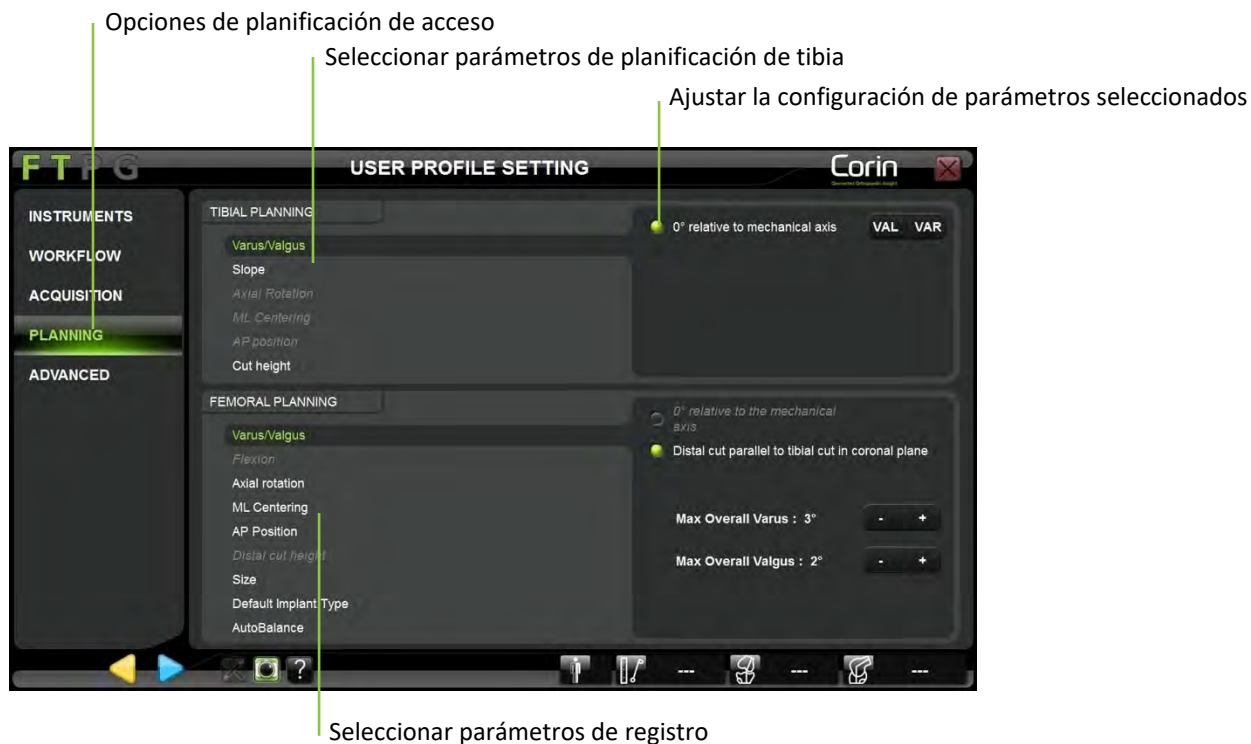 Opciones de planificación de acceso
Seleccionar parámetros de planificación de tibia
Ajustar la configuración de parámetros seleccionados
FTPG
USER PROFILE SETTING
Corin
Connected Orthopaedic Insight
INSTRUMENTS
WORKFLOW
ACQUISITION
PLANNING
ADVANCED
TIBIAL PLANNING
Varus/Valgus
Slope
Axial Rotation
ML Centering
AP position
Cut height
0° relative to mechanical axis VAL VAR
FEMORAL PLANNING
Varus/Valgus
Flexion
Axial rotation
ML Centering
AP Position
Distal cut height
Size
Default Implant Type
AutoBalance
0° relative to the mechanical
axis
Distal cut parallel to tibial cut in coronal plane
Max Overall Varus : 3° - +
Max Overall Valgus : 2° - +
? --- --- ---
Seleccionar parámetros de registro